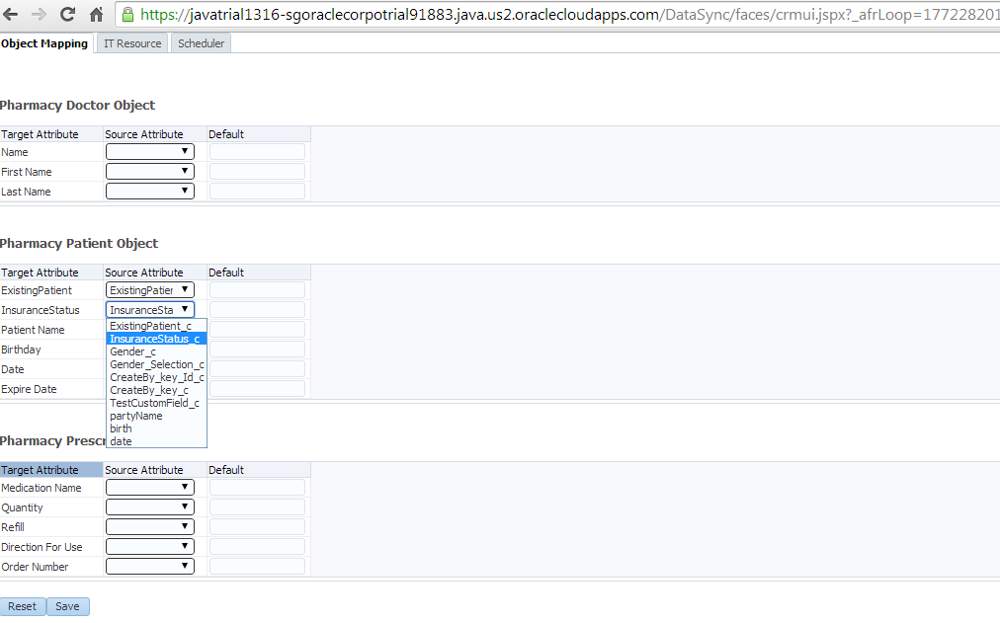 https://javatrial1316-sgoraclecorpotrial91883.java.us2.oraclecloudapps.com/DataSync/faces/crmui.jspx?_afrLoop=177228201
Object Mapping IT Resource Scheduler
Pharmacy Doctor Object
Target Attribute Source Attribute Default
Name
First Name
Last Name
Pharmacy Patient Object
Target Attribute Source Attribute Default
ExistingPatient ExistingPatier
InsuranceStatus InsuranceSta
Patient Name
Birthday
Date
Expire Date
ExistingPatient_c
InsuranceStatus_c
Gender_c
Gender_Selection_c
CreateBy_key_Id_c
CreateBy_key_c
TestCustomField_c
partyName
birth
date
Pharmacy Prescr
Target Attribute Source Attribute Default
Medication Name
Quantity
Refill
Direction For Use
Order Number
Reset Save